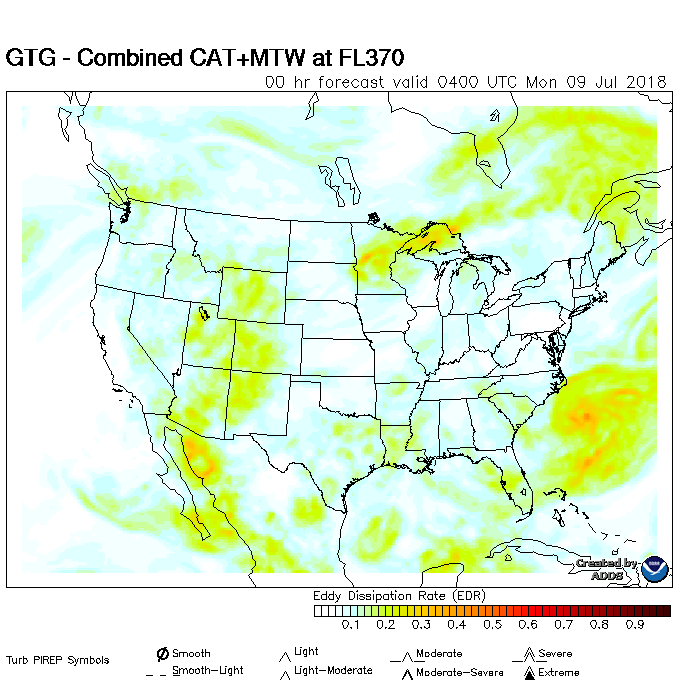 GTG - Combined CAT+MTW at FL370
00 hr forecast valid 0400 UTC Mon 09 Jul 2018
Created by
ADDS
Eddy Dissipation Rate (EDR)
0.1 0.2 0.3 0.4 0.5 0.6 0.7 0.8 0.9
Turb PIREP Symbols
Smooth Light Moderate Severe
Smooth-Light Light-Moderate Moderate-Severe Extreme